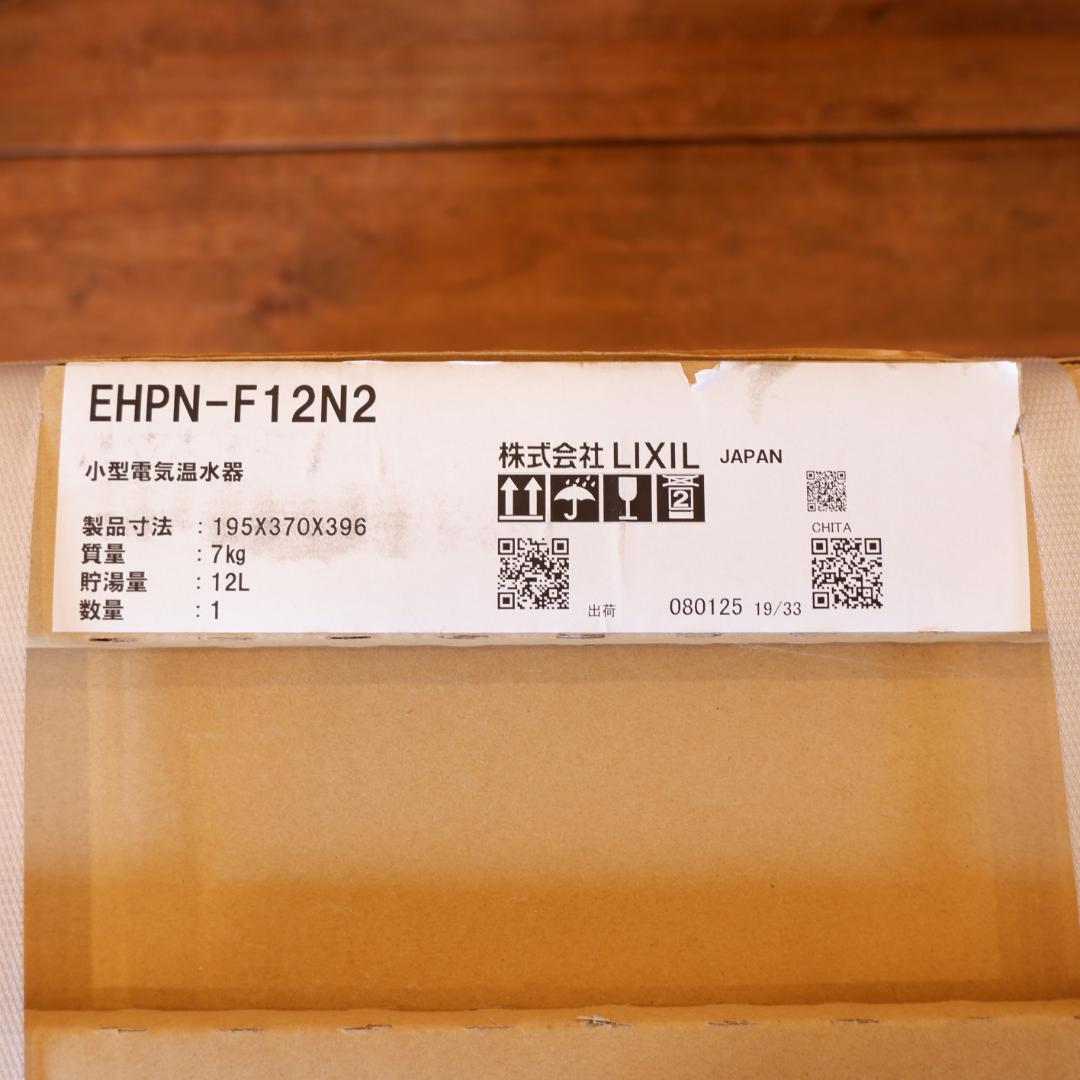 EHPN-F12N2
小型電気温水器
製品寸法 : 195X370X396
質量 : 7kg
貯湯量 : 12L
数量 : 1
株式会社 LIXIL JAPAN
2
CHITA
出荷 080125 19/33